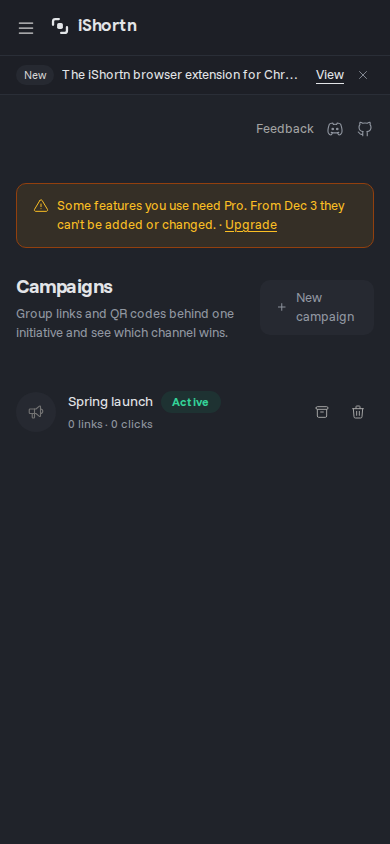 iShortn
New The iShortn browser extension for Chr... View
Feedback
Some features you use need Pro. From Dec 3 they
can't be added or changed. · Upgrade
Campaigns
Group links and QR codes behind one
initiative and see which channel wins.
New
campaign
Spring launch Active
0 links · 0 clicks